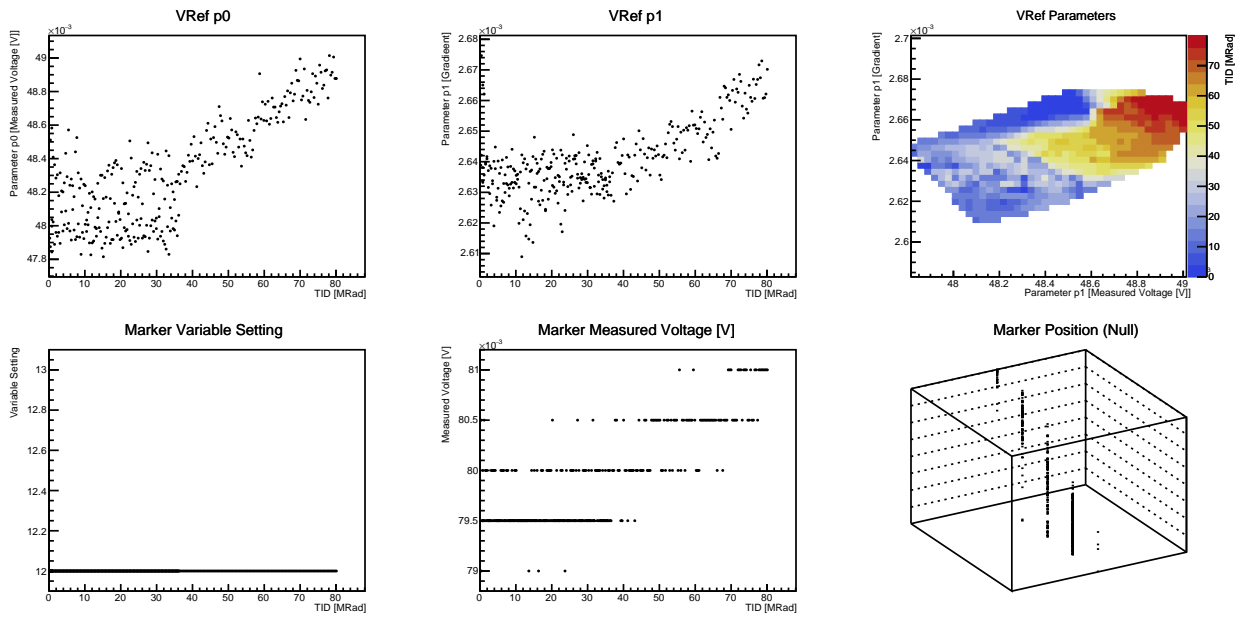 VRef p0
×10⁻³
Parameter p0 [Measured Voltage [V]]
49
48.8
48.6
48.4
48.2
48
47.8
0 10 20 30 40 50 60 70 80
TID [MRad]
VRef p1
×10⁻³
Parameter p1 [Gradieent]
2.68
2.67
2.66
2.65
2.64
2.63
2.62
2.61
0 10 20 30 40 50 60 70 80
TID [MRad]
VRef Parameters
×10⁻³
Parameter p1 [Gradient]
2.7
2.68
2.66
2.64
2.62
2.6
48 48.2 48.4 48.6 48.8 49
Parameter p1 [Measured Voltage [V]]
TID [MRad]
70
60
50
40
30
20
10
0
Marker Variable Setting
Variable Setting
13
12.8
12.6
12.4
12.2
12
0 10 20 30 40 50 60 70 80
TID [MRad]
Marker Measured Voltage [V]
×10⁻³
Measured Voltage [V]
81
80.5
80
79.5
79
0 10 20 30 40 50 60 70 80
TID [MRad]
Marker Position (Null)